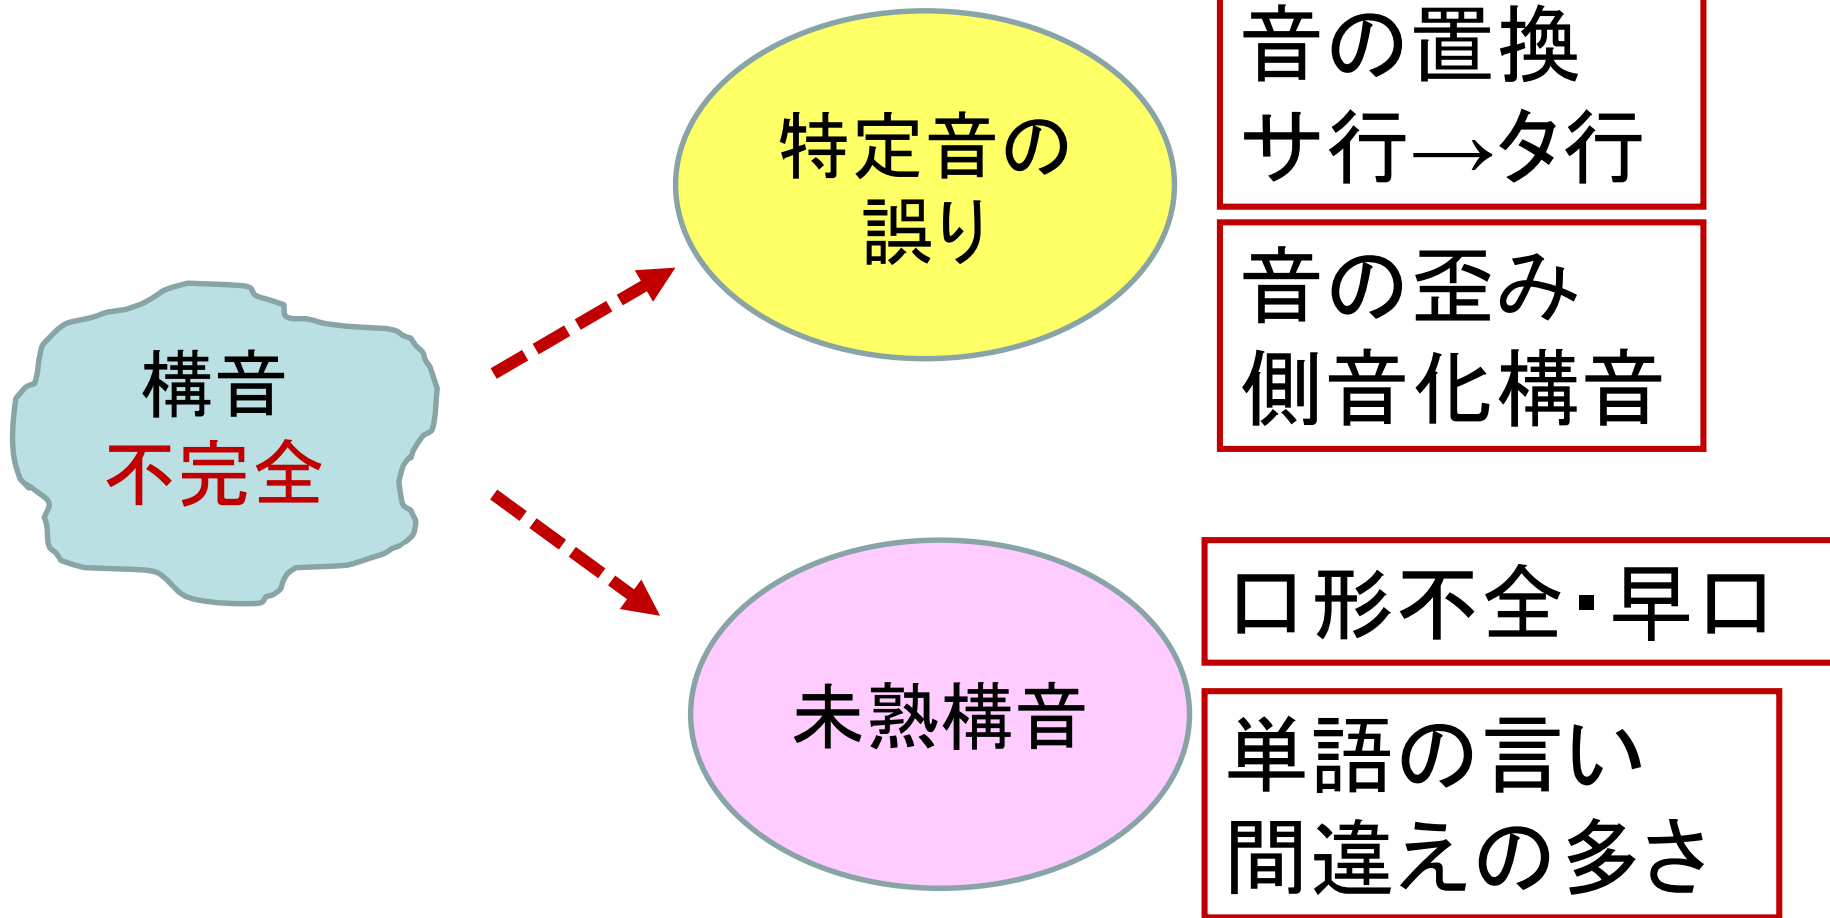 構音
不完全
特定音の
誤り
音の置換
サ行→タ行
音の歪み
側音化構音
未熟構音
口形不全・早口
単語の言い
間違えの多さ